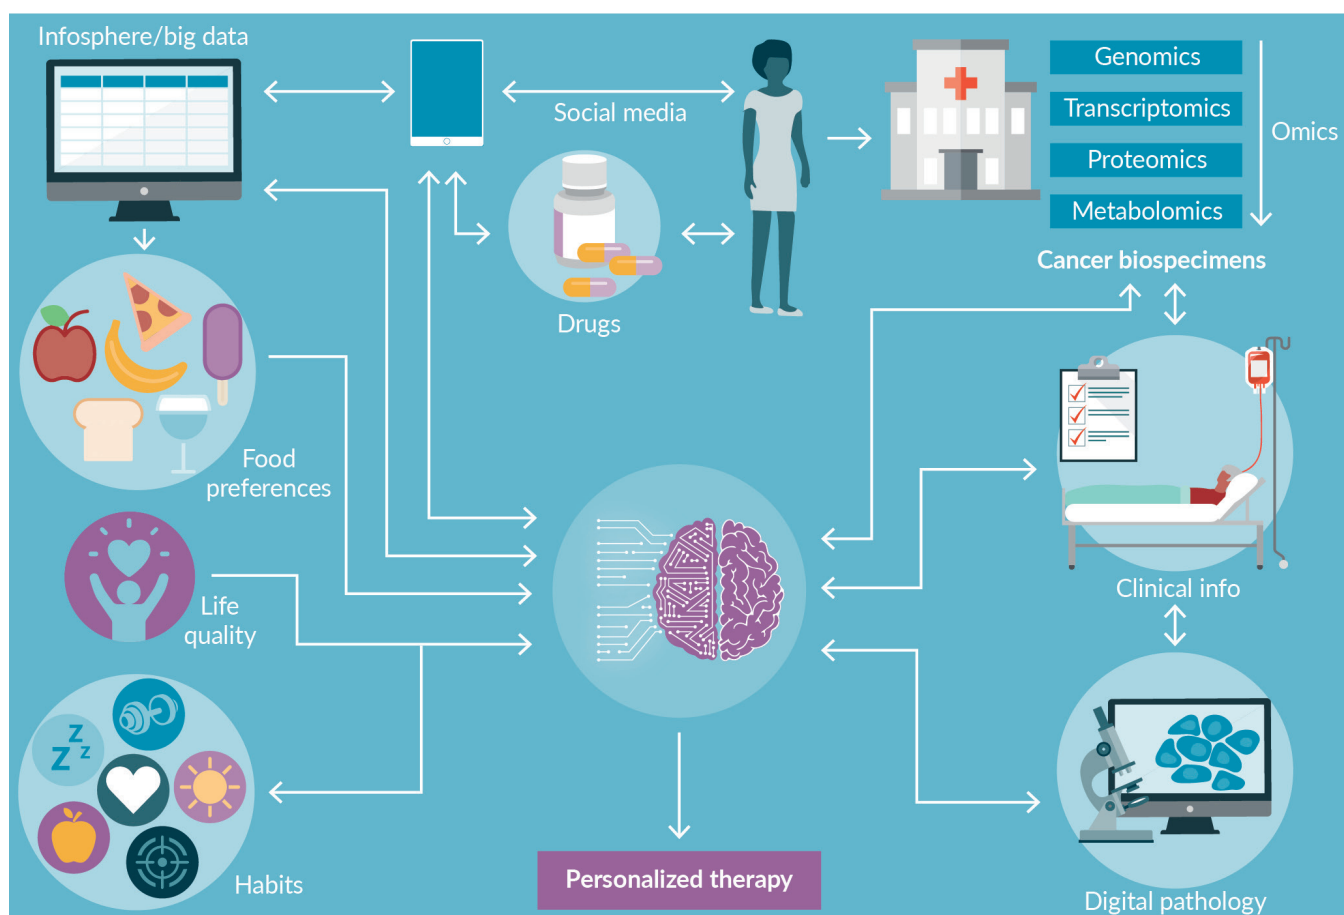 Infosphere/big data
Social media
Genomics
Transcriptomics
Proteomics
Metabolomics
Omics
Cancer biospecimens
Drugs
Food
preferences
Life
quality
Habits
z
Z
z
Clinical info
Digital pathology
Personalized therapy